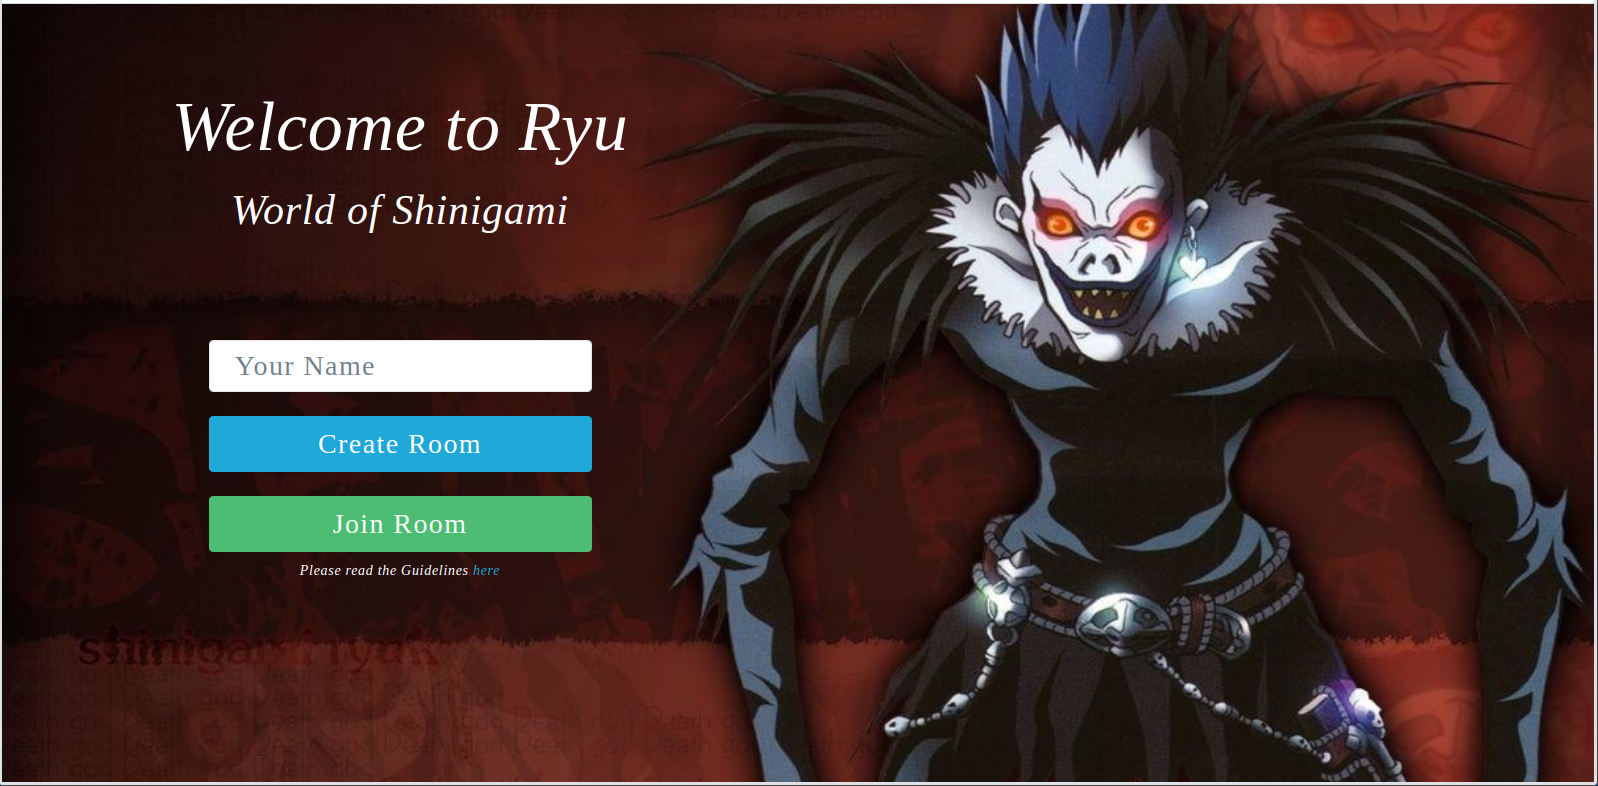 Welcome to Ryu
World of Shinigami
Your Name
Create Room
Join Room
Please read the Guidelines here
shinigami ryuk